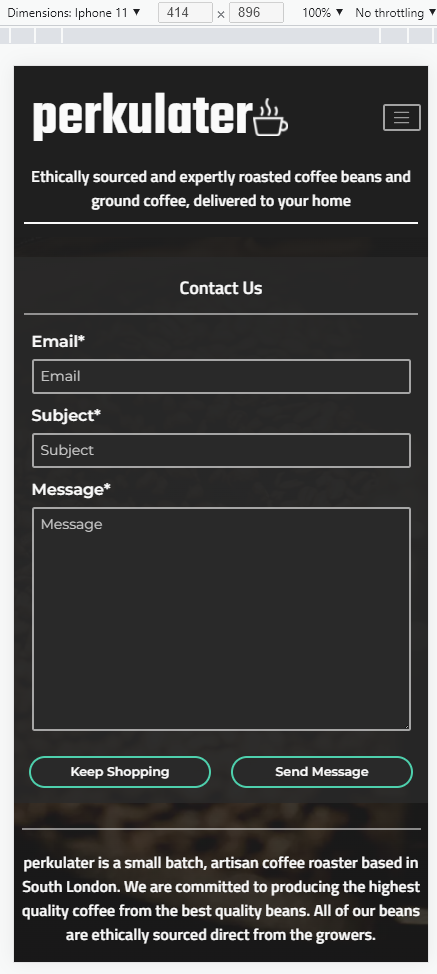 Dimensions: Iphone 11 ▼ 414 × 896 100% ▼ No throttling ▼
perkulater
Ethically sourced and expertly roasted coffee beans and
ground coffee, delivered to your home
Contact Us
Email*
Email
Subject*
Subject
Message*
Message
Keep Shopping Send Message
perkulater is a small batch, artisan coffee roaster based in
South London. We are committed to producing the highest
quality coffee from the best quality beans. All of our beans
are ethically sourced direct from the growers.